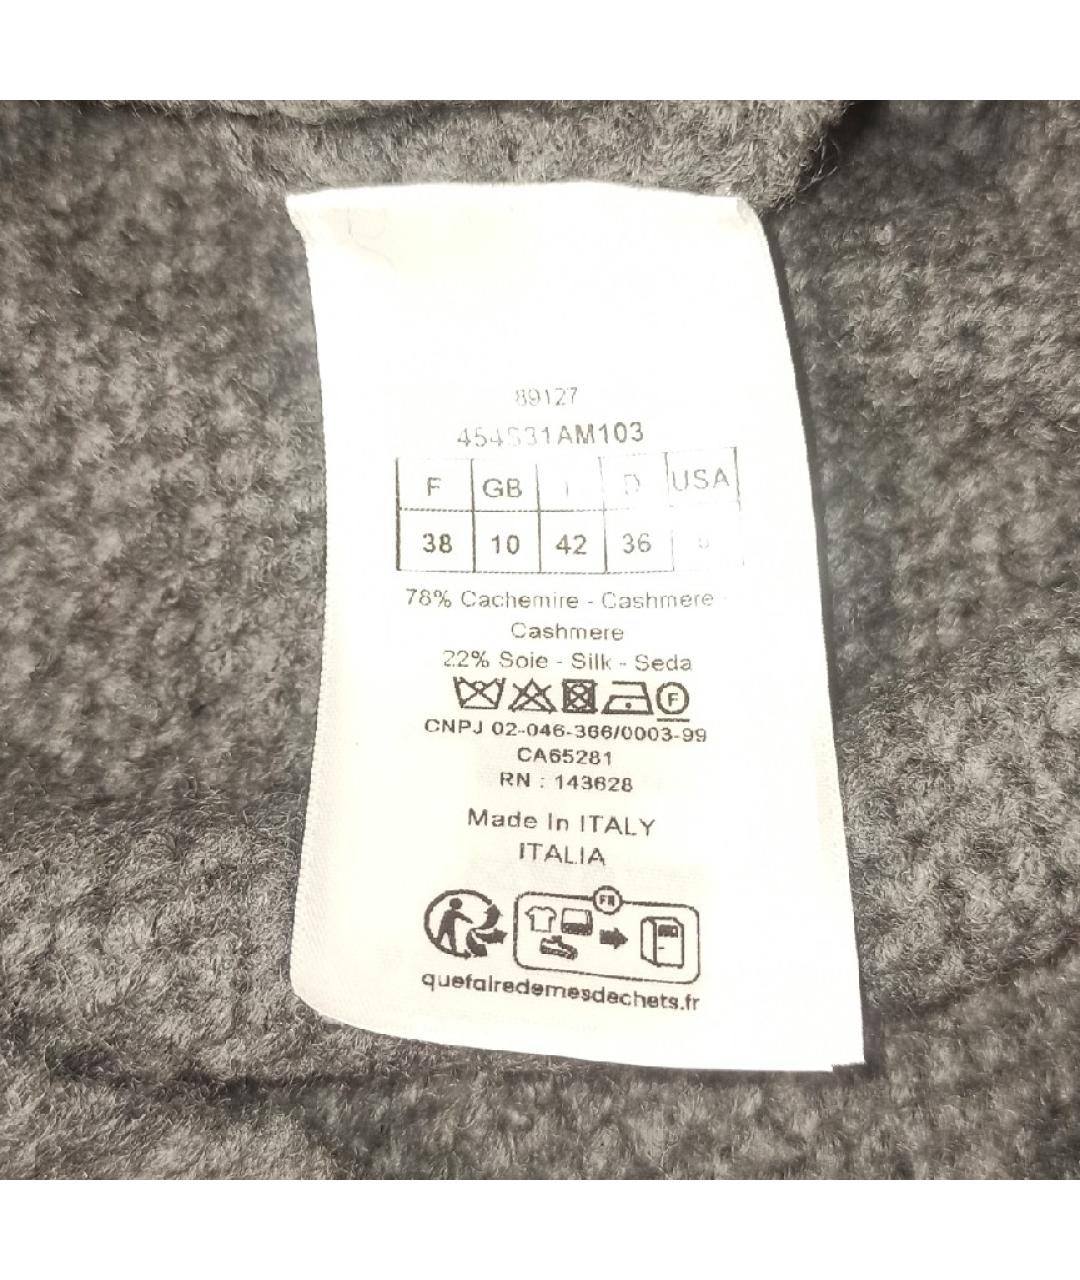 89127
454S31AM103
F GB I D USA
38 10 42 36
78% Cachemire - Cashmere -
Cashmere
22% Soie - Silk - Seda
F
CNPJ 02-046-366/0003-99
CA65281
RN : 143628
Made In ITALY
ITALIA
FR
quefairedemesdechets.fr